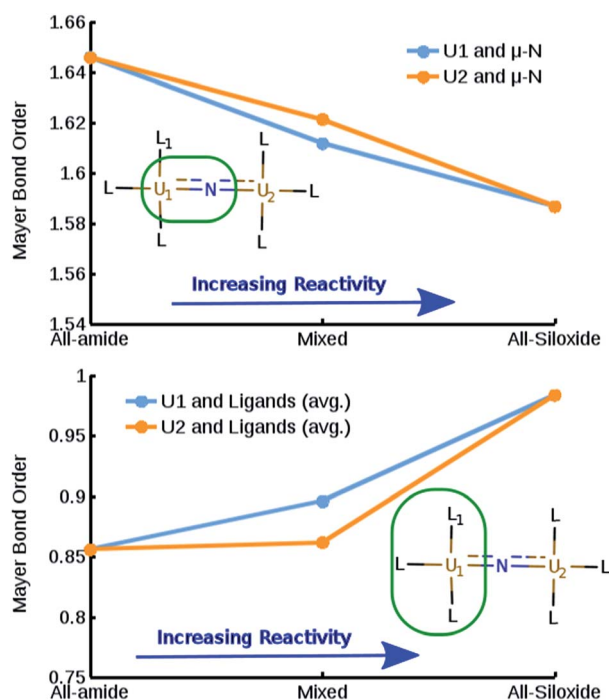 1.66
1.64
1.62
1.6
1.58
1.56
1.54
Mayer Bond Order
U1 and μ-N
U2 and μ-N
L1 L
L U1 N U2 L
L L
Increasing Reactivity
All-amide Mixed All-Siloxide
1
0.95
0.9
0.85
0.8
0.75
Mayer Bond Order
U1 and Ligands (avg.)
U2 and Ligands (avg.)
L1 L
L U1 N U2 L
L L
Increasing Reactivity
All-amide Mixed All-Siloxide